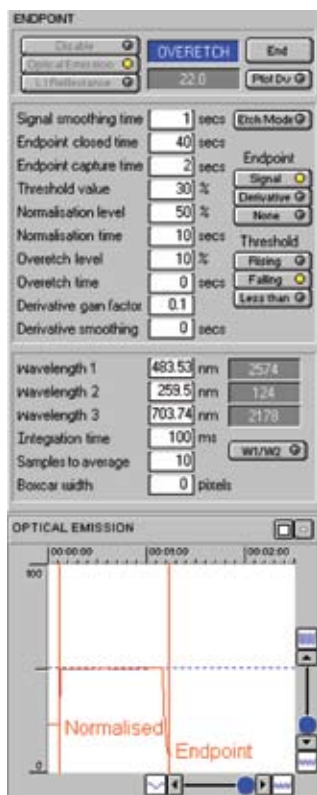 ENDPOINT
Disable
Optical Emission
L I Reflectance
OVERETCH
22.0
End
Plot Dv
Signal smoothing time 1 secs Etch Mode
Endpoint closed time 40 secs
Endpoint capture time 2 secs
Threshold value 30 %
Normalisation level 50 %
Normalisation time 10 secs
Overetch level 10 %
Overetch time 0 secs
Derivative gain factor 0.1
Derivative smoothing 0 secs
Endpoint
Signal
Derivative
None
Threshold
Rising
Falling
Less than
Wavelength 1 483.53 nm 2574
Wavelength 2 259.5 nm 124
Wavelength 3 703.74 nm 2178
Integration time 100 ms
Samples to average 10
Boxcar width 0 pixels
W1/W2
OPTICAL EMISSION
00:00:00 00:01:00 00:02:00
100
Normalised
Endpoint
0